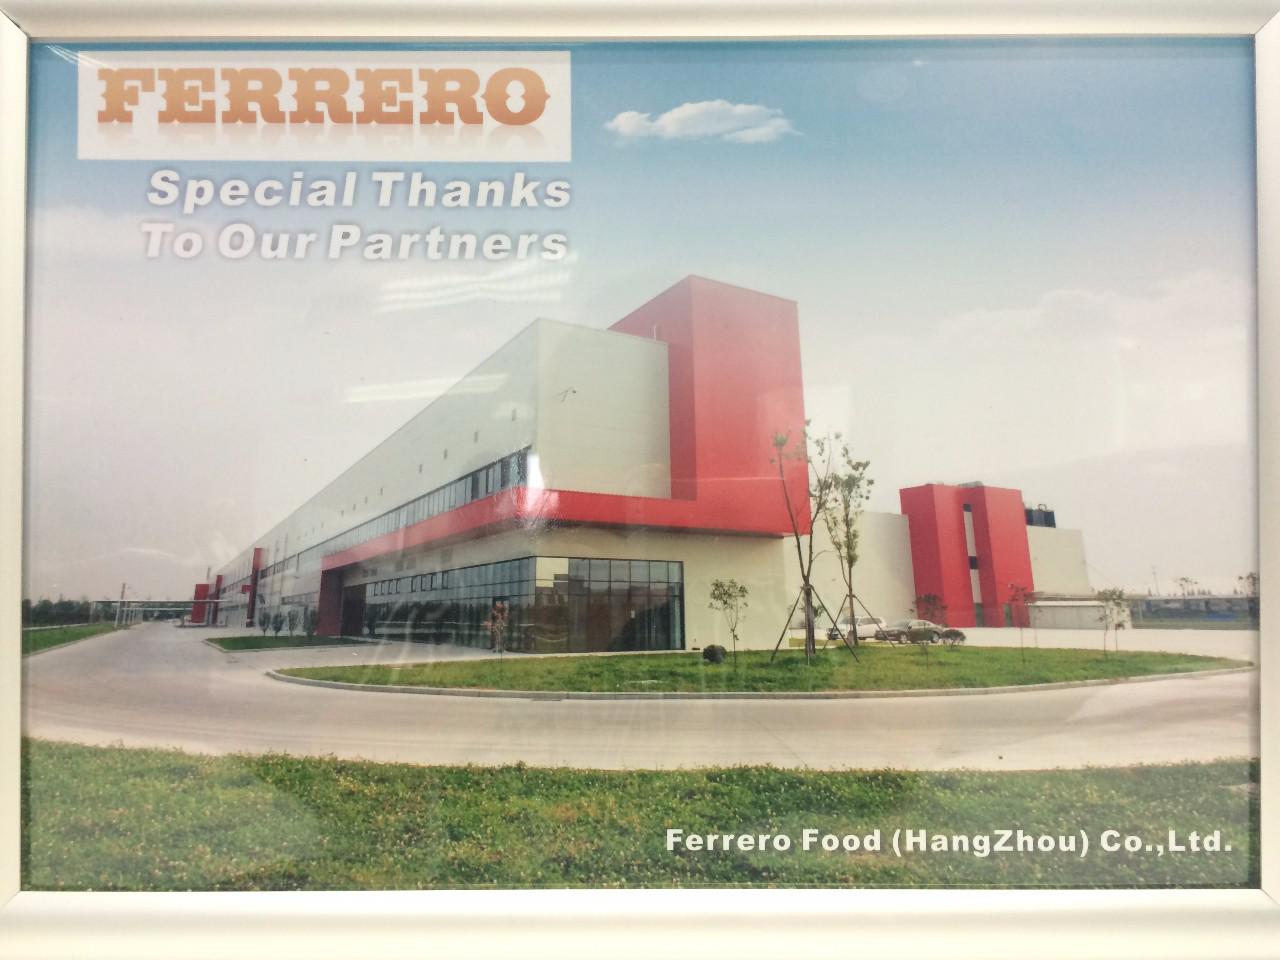 FERRERO
Special Thanks
To Our Partners
Ferrero Food (HangZhou) Co.,Ltd.